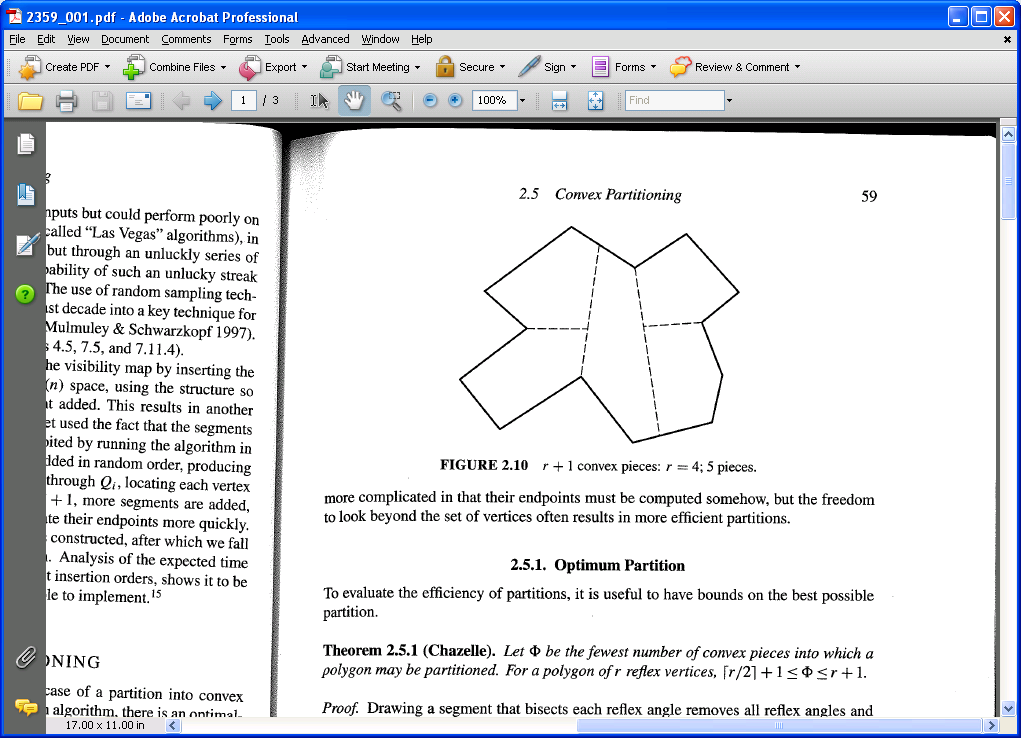 2359_001.pdf - Adobe Acrobat Professional
File Edit View Document Comments Forms Tools Advanced Window Help
Create PDF Combine Files Export Start Meeting Secure Sign Forms Review & Comment
1 / 3 100% Find
nputs but could perform poorly on
called “Las Vegas” algorithms), in
but through an unluckly series of
bability of such an unlucky streak
The use of random sampling tech-
st decade into a key technique for
Mulmuley & Schwarzkopf 1997).
s 4.5, 7.5, and 7.11.4).
he visibility map by inserting the
(n) space, using the structure so
t added. This results in another
et used the fact that the segments
ited by running the algorithm in
dded in random order, producing
through Qi, locating each vertex
+ 1, more segments are added,
te their endpoints more quickly.
constructed, after which we fall
. Analysis of the expected time
t insertion orders, shows it to be
le to implement.15
ONING
case of a partition into convex
n algorithm, there is an optimal-
2.5 Convex Partitioning 59
FIGURE 2.10 r + 1 convex pieces: r = 4; 5 pieces.
more complicated in that their endpoints must be computed somehow, but the freedom
to look beyond the set of vertices often results in more efficient partitions.
2.5.1. Optimum Partition
To evaluate the efficiency of partitions, it is useful to have bounds on the best possible
partition.
Theorem 2.5.1 (Chazelle). Let Φ be the fewest number of convex pieces into which a
polygon may be partitioned. For a polygon of r reflex vertices, ⌈r/2⌉ + 1 ≤ Φ ≤ r + 1.
Proof. Drawing a segment that bisects each reflex angle removes all reflex angles and
17.00 x 11.00 in